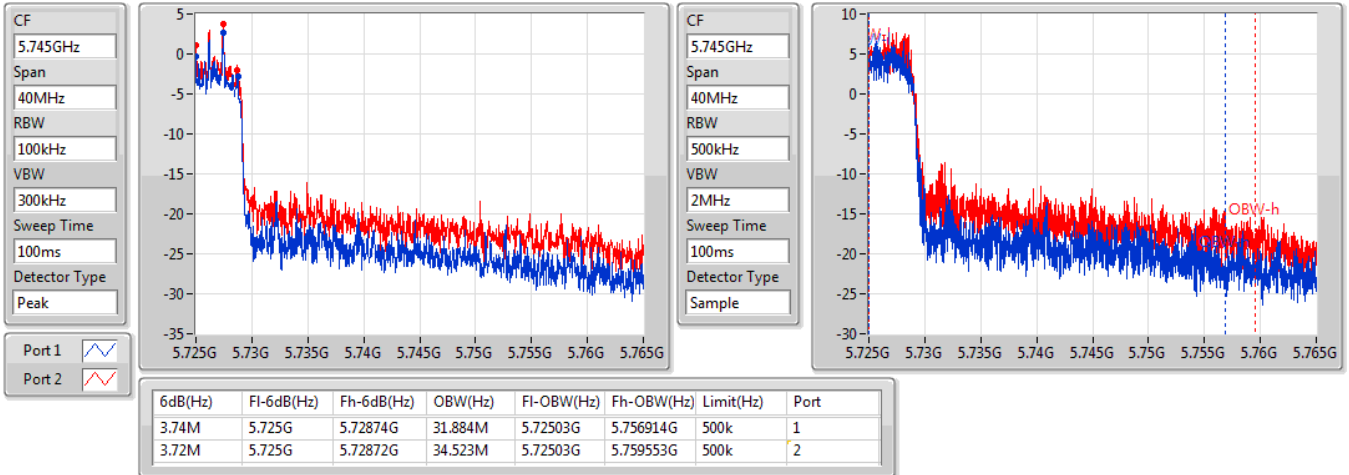 CF
5.745GHz
Span
40MHz
RBW
100kHz
VBW
300kHz
Sweep Time
100ms
Detector Type
Peak
Port 1
Port 2
5
0
-5
-10
-15
-20
-25
-30
-35
5.725G 5.73G 5.735G 5.74G 5.745G 5.75G 5.755G 5.76G 5.765G
CF
5.745GHz
Span
40MHz
RBW
500kHz
VBW
2MHz
Sweep Time
100ms
Detector Type
Sample
10
5
0
-5
-10
-15
-20
-25
-30
OBW-h
5.725G 5.73G 5.735G 5.74G 5.745G 5.75G 5.755G 5.76G 5.765G
6dB(Hz) Fl-6dB(Hz) Fh-6dB(Hz) OBW(Hz) Fl-OBW(Hz) Fh-OBW(Hz) Limit(Hz) Port
3.74M 5.725G 5.72874G 31.884M 5.72503G 5.756914G 500k 1
3.72M 5.725G 5.72872G 34.523M 5.72503G 5.759553G 500k 2